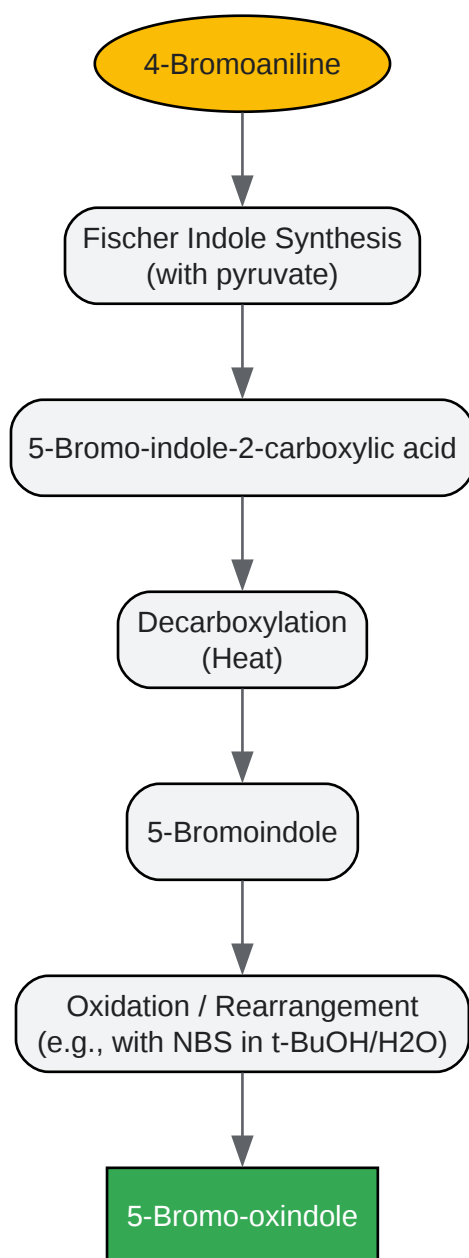 4-Bromoaniline
Fischer Indole Synthesis
(with pyruvate)
5-Bromo-indole-2-carboxylic acid
Decarboxylation
(Heat)
5-Bromoindole
Oxidation / Rearrangement
(e.g., with NBS in t-BuOH/H2O)
5-Bromo-oxindole